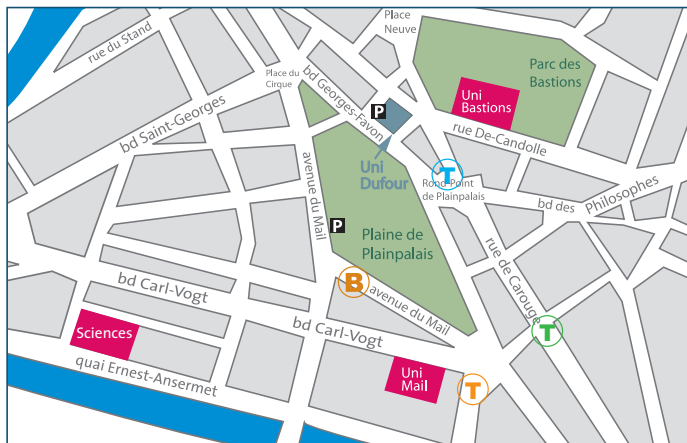 Place
Neuve
rue du Stand
Parc des
Bastions
Place du
Cirque
bd Georges-Favon
Uni
Bastions
P
bd Saint-Georges
rue De-Candolle
Uni
Dufour
T
Rond-Point
de Plainpalais
avenue du Mail
bd des Philosophes
P
Plaine de
Plainpalais
rue de Carouge
bd Carl-Vogt
B
avenue du Mail
Sciences
bd Carl-Vogt
T
quai Ernest-Ansermet
Uni
Mail
T